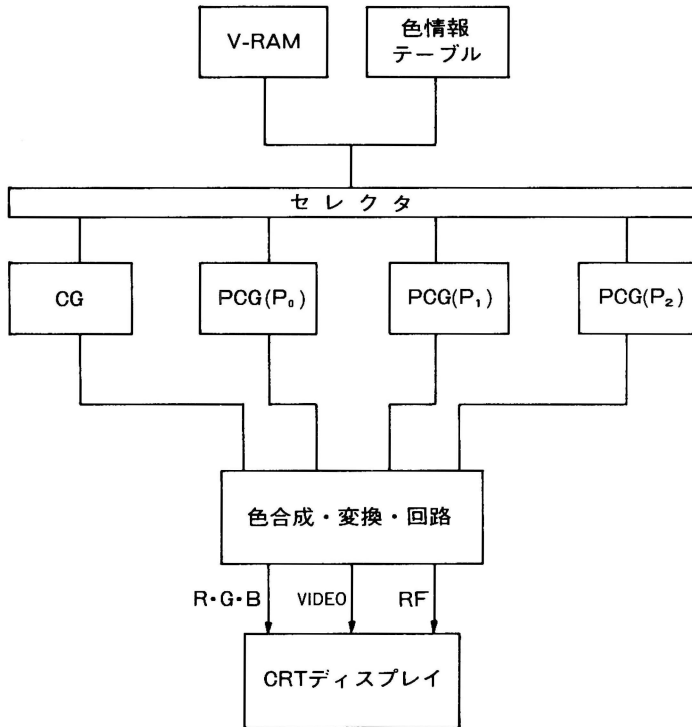 V-RAM
色情報
テーブル
セレクタ
CG
PCG(P₀)
PCG(P₁)
PCG(P₂)
色合成・変換・回路
R・G・B
VIDEO
RF
CRTディスプレイ